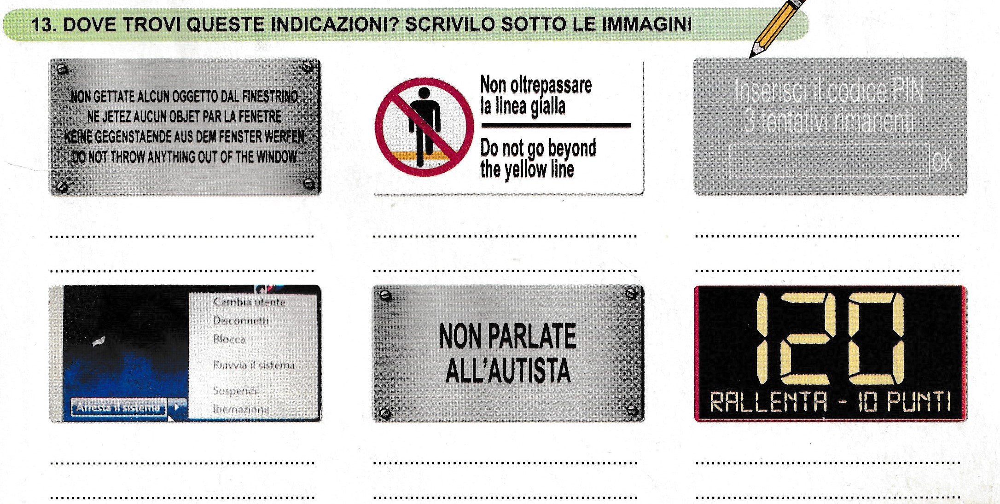 13. DOVE TROVI QUESTE INDICAZIONI? SCRIVILO SOTTO LE IMMAGINI
NON GETTATE ALCUN OGGETTO DAL FINESTRINO
NE JETEZ AUCUN OBJET PAR LA FENETRE
KEINE GEGENSTAENDE AUS DEM FENSTER WERFEN
DO NOT THROW ANYTHING OUT OF THE WINDOW
Non oltrepassare
la linea gialla
Do not go beyond
the yellow line
Inserisci il codice PIN
3 tentativi rimanenti
ok
Cambia utente
Disconnetti
Blocca
Riavvia il sistema
Sospendi
Ibernazione
Arresta il sistema
NON PARLATE
ALL'AUTISTA
120
RALLENTA - 10 PUNTI